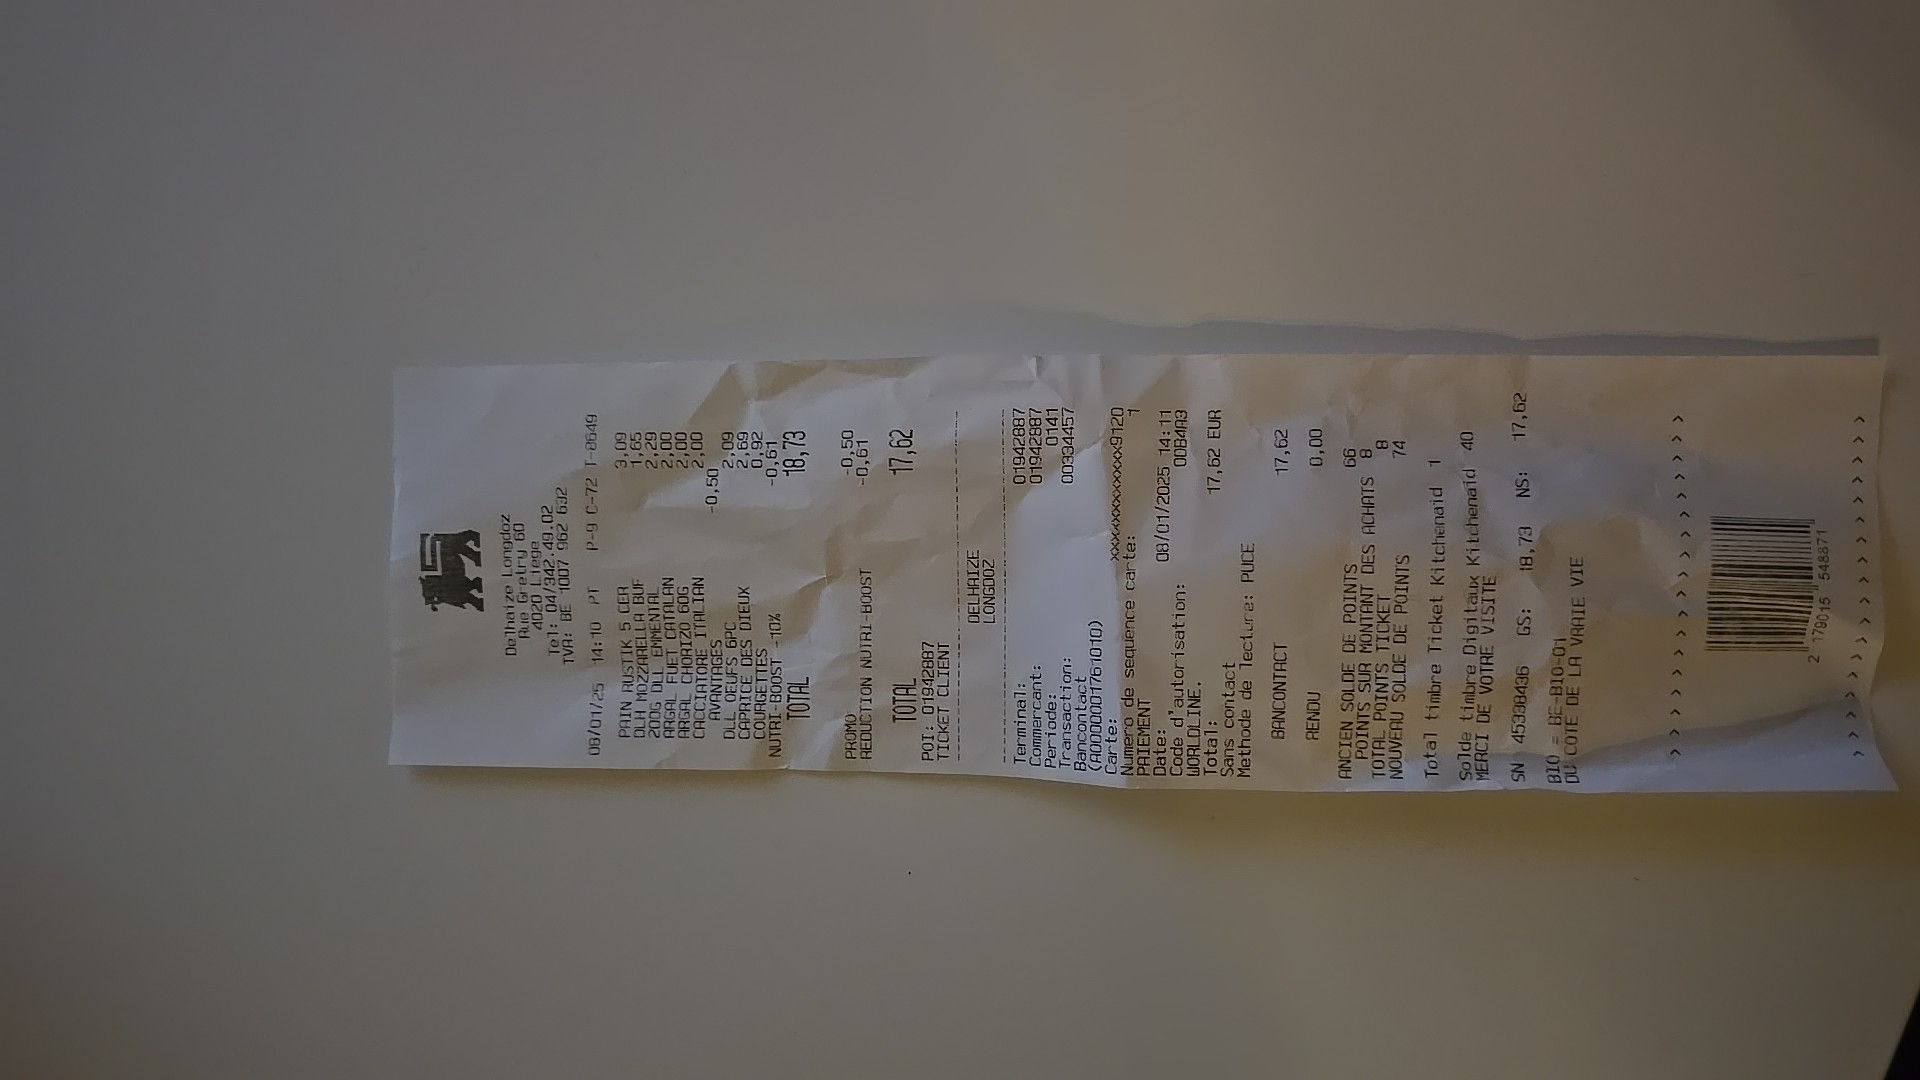 Delhaize Longdoz
Rue Gretry 60
4020 Liege
Tel: 04/342.49.02
TVA: BE 1007 962 632
08/01/25 14:10 PT P-9 C-72 T-0649
PAIN RUSTIK 5 CER 3,09
DLH MOZZARELLA BUF 1,65
200G DLL EMMENTAL 2,29
ARGAL FUET CATALAN 2,00
ARGAL CHORIZO 60G 2,00
CACCIATORE ITALIAN 2,00
AVANTAGES -0,50
DLL OEUFS 6PC 2,09
CAPRICE DES DIEUX 2,69
COURGETTES 0,92
NUTRI-BOOST -10% -0,61
TOTAL 18,73
PROMO -0,50
REDUCTION NUTRI-BOOST -0,61
TOTAL 17,62
POI: 01942887
TICKET CLIENT
DELHAIZE
LONGDOZ
Terminal: 01942887
Commercant: 01942887
Periode: 0141
Transaction: 00334457
Bancontact
(A0000001761010)
Carte: xxxxxxxxxxxxx9120
Numero de sequence carte: 1
PAIEMENT
Date: 08/01/2025 14:11
Code d'autorisation: 00B4A3
WORLDLINE.
Total: 17,62 EUR
Sans contact
Methode de lecture: PUCE
BANCONTACT 17,62
RENDU 0,00
ANCIEN SOLDE DE POINTS 66
POINTS SUR MONTANT DES ACHATS 8
TOTAL POINTS TICKET 8
NOUVEAU SOLDE DE POINTS 74
Total timbre Ticket Kitchenaid 1
Solde timbre Digitaux Kitchenaid 40
MERCI DE VOTRE VISITE
SN 45338436 GS: 18,73 NS: 17,62
BIO = BE-BIO-01
DU COTE DE LA VRAIE VIE
>>>>>>>>>>>>>>>>>>>>>>
2 179015 548871
>>>>>>>>>>>>>>>>>>>>>>